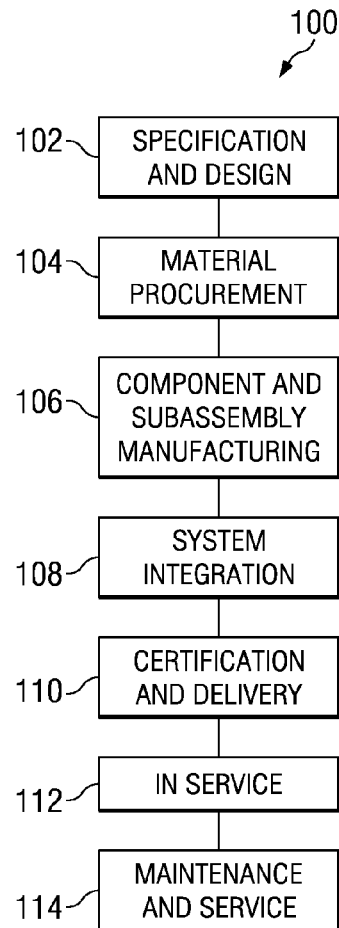 100
102
SPECIFICATION
AND DESIGN
104
MATERIAL
PROCUREMENT
106
COMPONENT AND
SUBASSEMBLY
MANUFACTURING
108
SYSTEM
INTEGRATION
110
CERTIFICATION
AND DELIVERY
112
IN SERVICE
114
MAINTENANCE
AND SERVICE